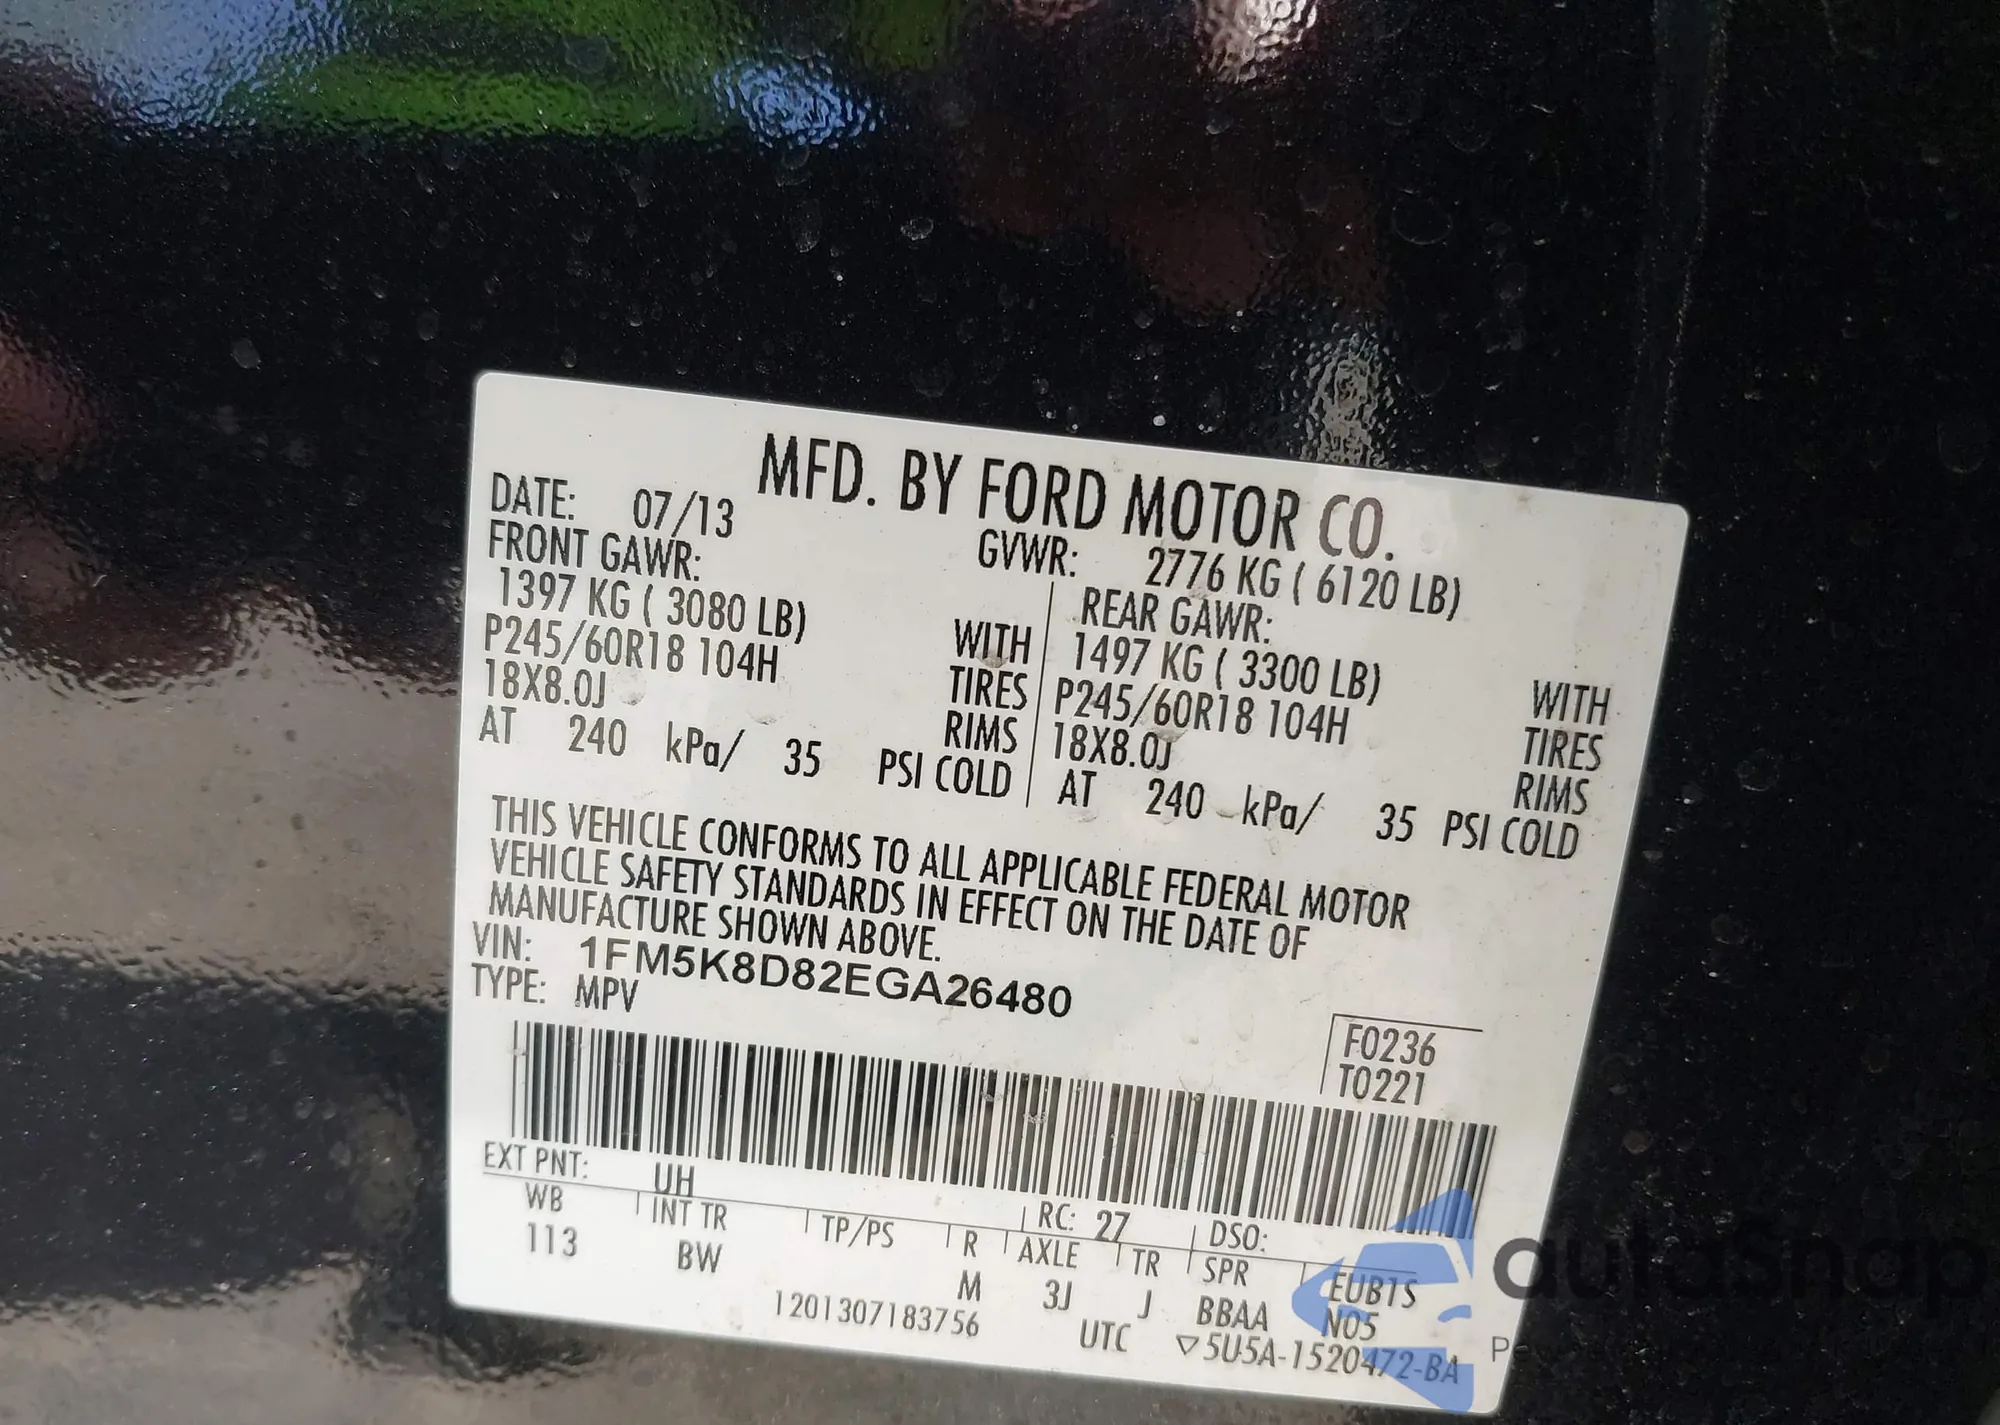 MFD. BY FORD MOTOR CO.
DATE: 07/13
GVWR: 2776 KG ( 6120 LB)
FRONT GAWR:
1397 KG ( 3080 LB) WITH
P245/60R18 104H TIRES
18X8.0J RIMS
AT 240 kPa/ 35 PSI COLD
REAR GAWR:
1497 KG ( 3300 LB) WITH
P245/60R18 104H TIRES
18X8.0J RIMS
AT 240 kPa/ 35 PSI COLD
THIS VEHICLE CONFORMS TO ALL APPLICABLE FEDERAL MOTOR
VEHICLE SAFETY STANDARDS IN EFFECT ON THE DATE OF
MANUFACTURE SHOWN ABOVE.
VIN: 1FM5K8D82EGA26480
TYPE: MPV
F0236
T0221
EXT PNT: UH RC: 27 DSO:
WB INT TR TP/PS R AXLE TR SPR EUB1S
113 BW M 3J J BBAA N05
1201307183756 UTC ▽5U5A-1520472-BA
autosnap